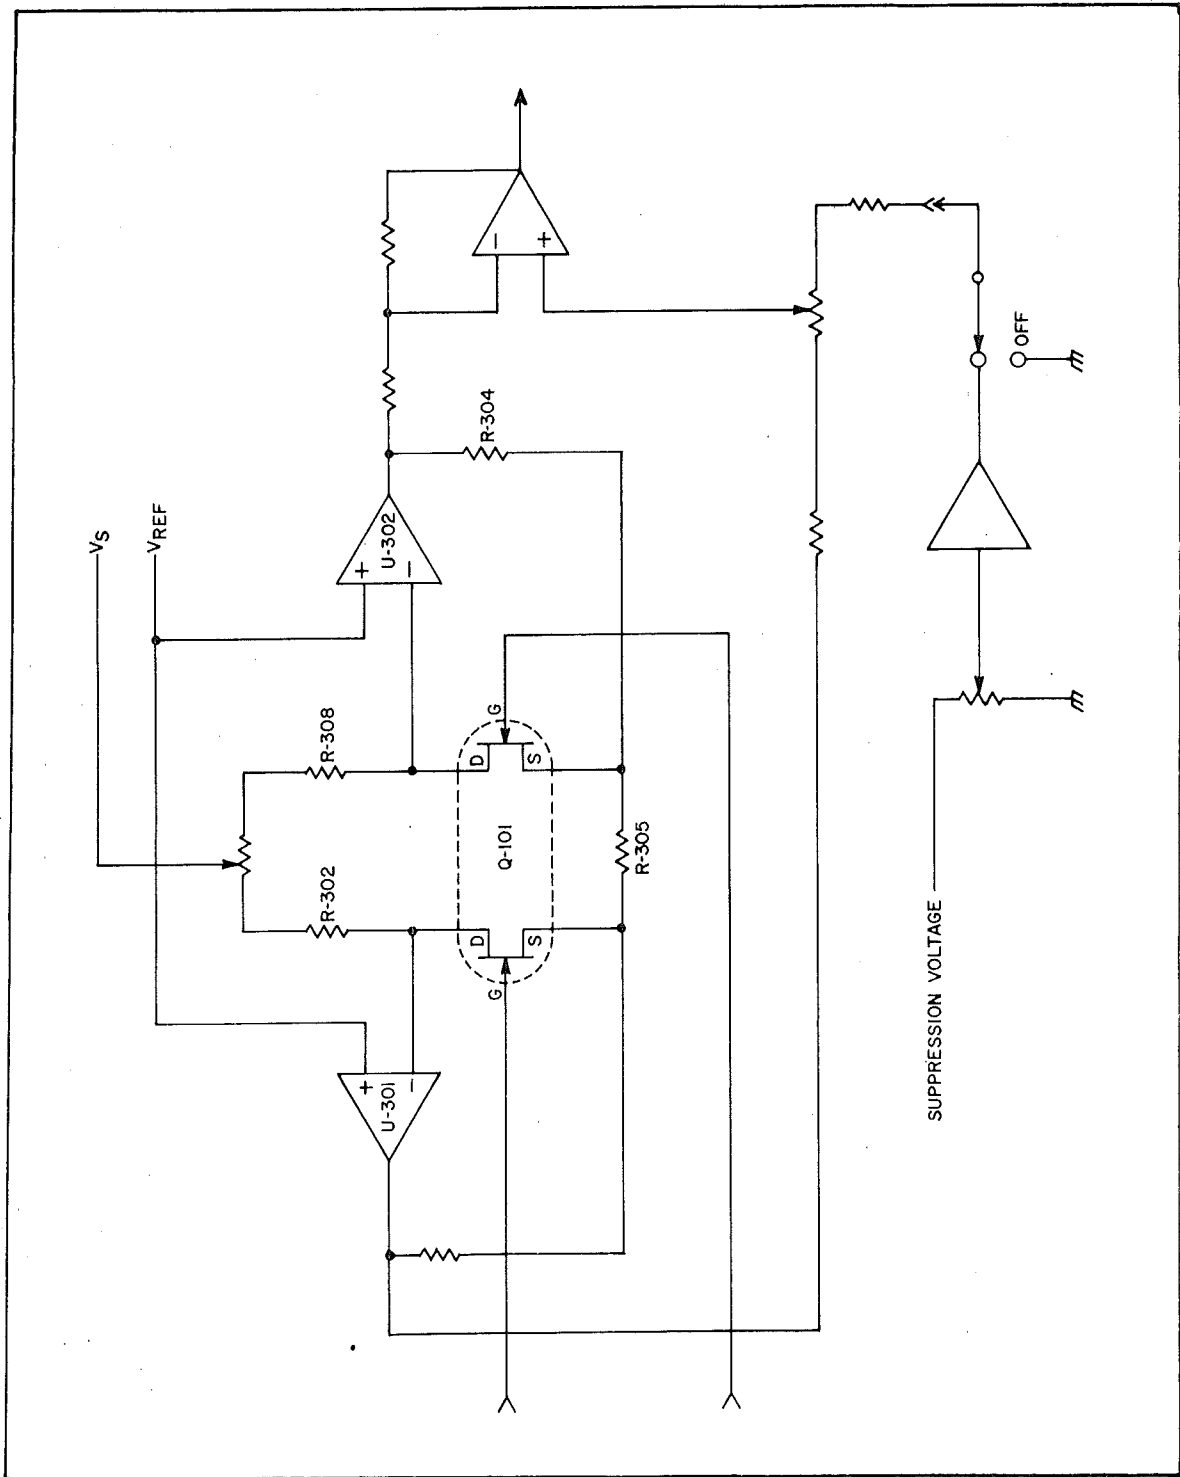 VS
VREF
+
−
U-302
R-304
−
+
R-308
R-302
D
G
S
Q-101
D
G
S
R-305
+
−
U-301
OFF
SUPPRESSION VOLTAGE